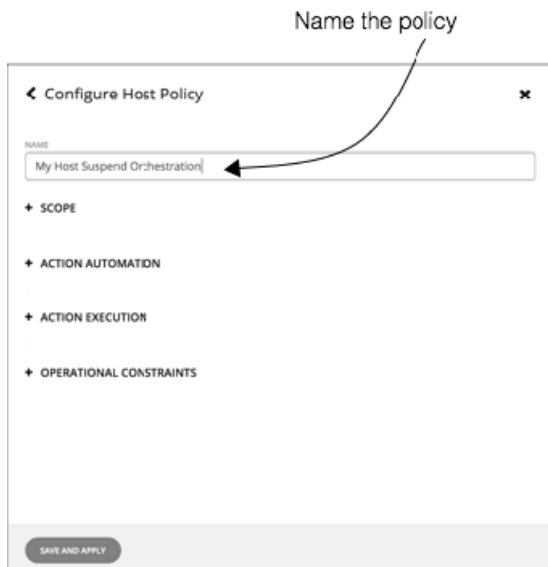 Name the policy
Configure Host Policy
NAME
My Host Suspend Orchestration
+ SCOPE
+ ACTION AUTOMATION
+ ACTION EXECUTION
+ OPERATIONAL CONSTRAINTS
SAVE AND APPLY